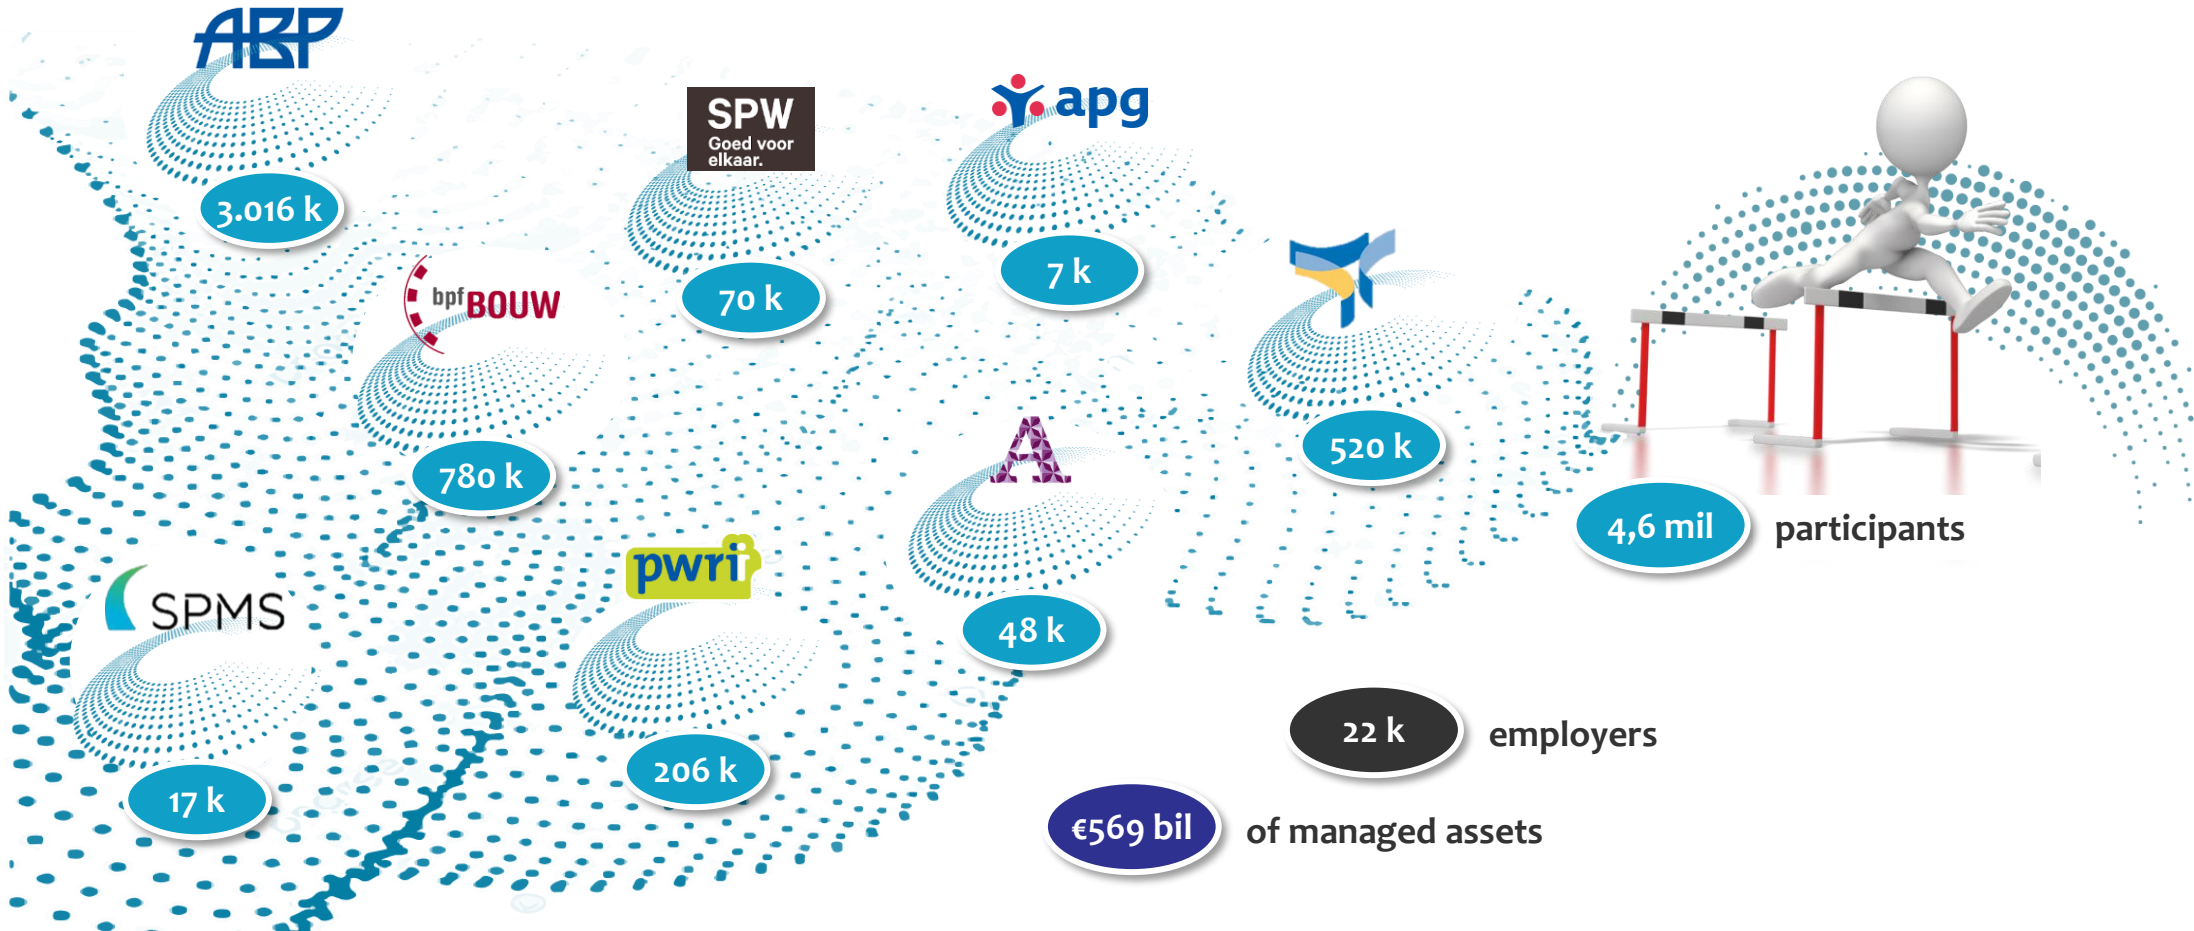 ABP
3.016 k
SPW
Goed voor
elkaar.
70 k
apg
7 k
bpf BOUW
780 k
520 k
A
48 k
4,6 mil participants
SPMS
17 k
pwri
206 k
22 k employers
€569 bil of managed assets